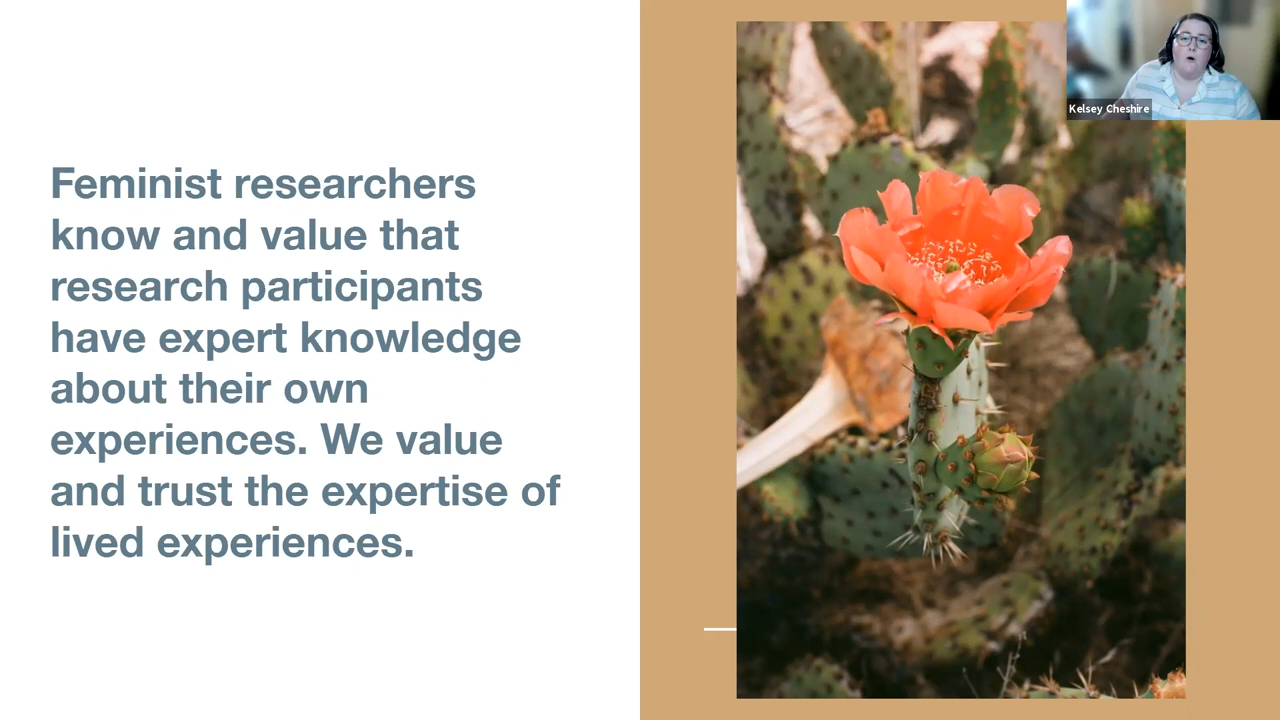 Feminist researchers
know and value that
research participants
have expert knowledge
about their own
experiences. We value
and trust the expertise of
lived experiences.
Kelsey Cheshire